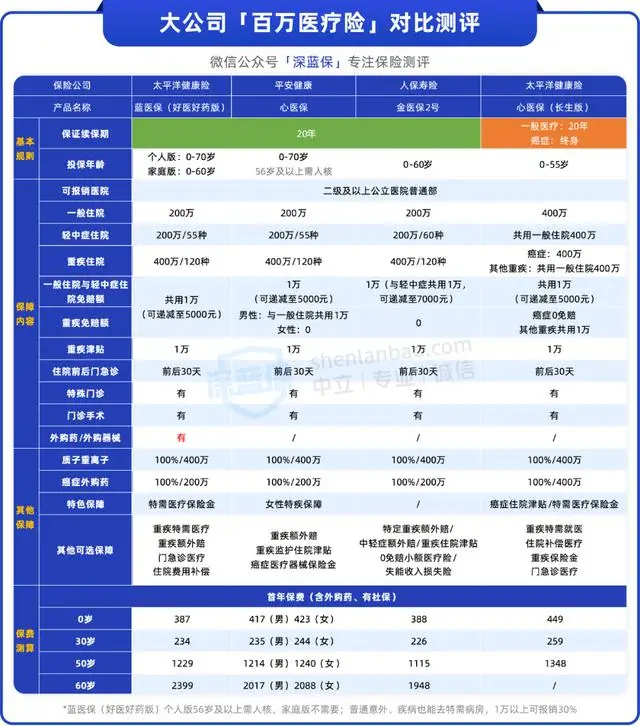 大公司「百万医疗险」对比测评
微信公众号「深蓝保」专注保险测评
保险公司 太平洋健康险 平安健康 人保寿险 太平洋健康险
产品名称 蓝医保（好医好药版） 心医保 金医保2号 心医保（长生版）
基本规则
保证续保期 20年 一般医疗：20年
癌症：终身
投保年龄 个人版：0-70岁
家庭版：0-60岁 0-70岁
56岁及以上需人核 0-60岁 0-55岁
保障内容
可报销医院 二级及以上公立医院普通部
一般住院 200万 200万 200万 400万
轻中症住院 200万/55种 200万/55种 200万/60种 共用一般住院400万
重疾住院 400万/120种 400万/120种 400万/120种 癌症：400万
其他重疾：共用一般住院400万
一般住院与轻中症住院免赔额 共用1万
（可递减至5000元） 1万
（可递减至5000元） 1万（与轻中症共用1万，
可递减至7000元） 共用1万
（可递减至5000元）
重疾免赔额 男性：与一般住院共用1万
女性：0 0 癌症0免赔
其他重疾共用1万
重疾津贴 1万 1万 1万 1万
住院前后门急诊 前后30天 前后30天 前后30天 前后30天
特殊门诊 有 有 有 有
门诊手术 有 有 有 有
外购药/外购器械 有 / / /
其他保障
质子重离子 100%/400万 100%/400万 100%/400万 100%/400万
癌症外购药 100%/200万 100%/200万 100%/200万 100%/400万
特色保障 特需医疗保险金 女性特疾保障 / 癌症住院津贴/特需医疗保险金
其他可选保障 重疾特需医疗
重疾额外赔
门急诊医疗
住院费用补偿 重疾额外赔
重疾监护住院津贴
癌症医疗器械保险金 特定重疾额外赔/
中轻症额外赔/重疾住院津贴
0免赔小额医疗险/
失能收入损失险 重疾特需就医
住院补偿医疗
重疾保险金
门急诊医疗
保费测算
首年保费（含外购药、有社保）
0岁 387 417（男）423（女） 388 449
30岁 234 235（男）244（女） 226 259
50岁 1229 1214（男）1240（女） 1115 1348
60岁 2399 2017（男）2088（女） 1948 /
*蓝医保（好医好药版）个人版56岁及以上需人核，家庭版不需要；普通意外、疾病也能去特需病房，1万以上可报销30%
深蓝保
shenlanbao.com
中立|专业|诚信